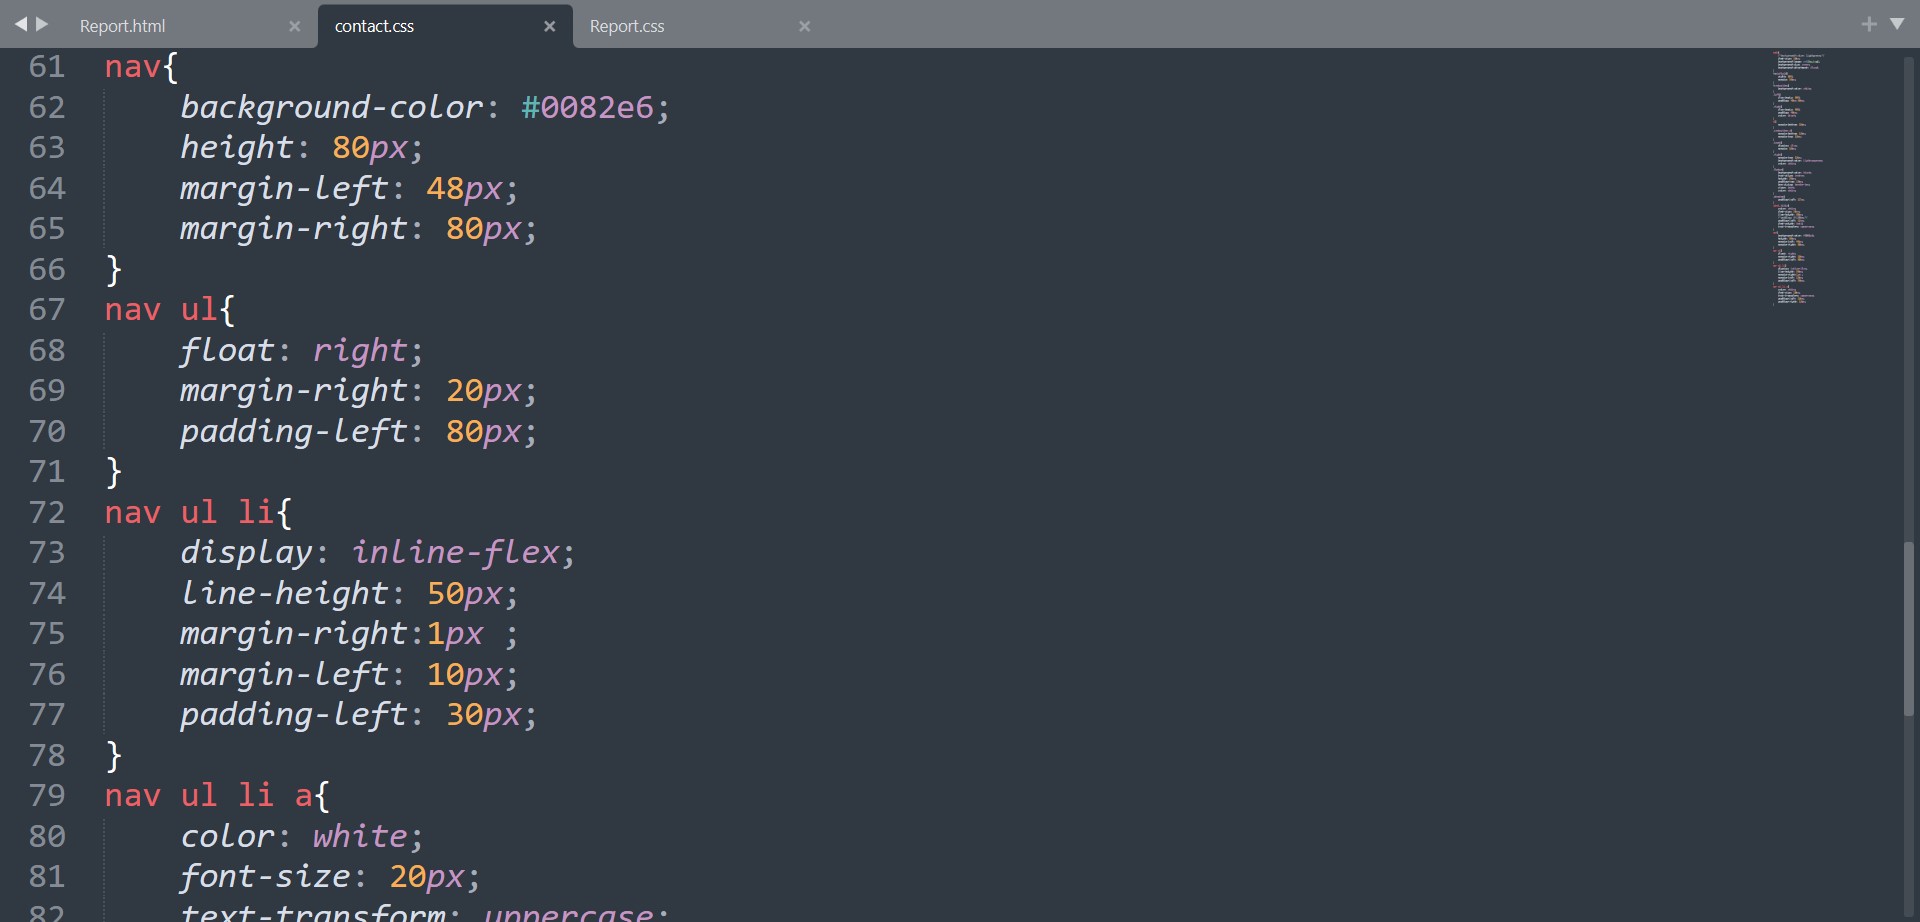 Report.html × contact.css × Report.css × +
61 nav{
62 background-color: #0082e6;
63 height: 80px;
64 margin-left: 48px;
65 margin-right: 80px;
66 }
67 nav ul{
68 float: right;
69 margin-right: 20px;
70 padding-left: 80px;
71 }
72 nav ul li{
73 display: inline-flex;
74 line-height: 50px;
75 margin-right:1px ;
76 margin-left: 10px;
77 padding-left: 30px;
78 }
79 nav ul li a{
80 color: white;
81 font-size: 20px;
82 text-transform: uppercase;